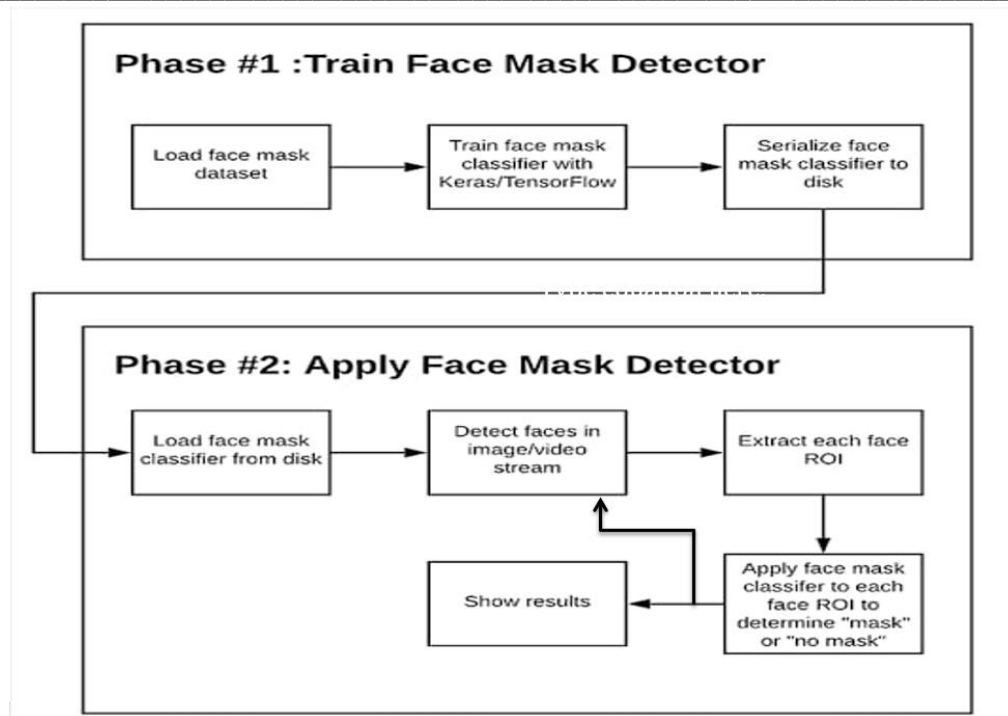 Phase #1 :Train Face Mask Detector
Load face mask
dataset
Train face mask
classifier with
Keras/TensorFlow
Serialize face
mask classifier to
disk
Phase #2: Apply Face Mask Detector
Load face mask
classifier from disk
Detect faces in
image/video
stream
Extract each face
ROI
Apply face mask
classifer to each
face ROI to
determine "mask"
or "no mask"
Show results